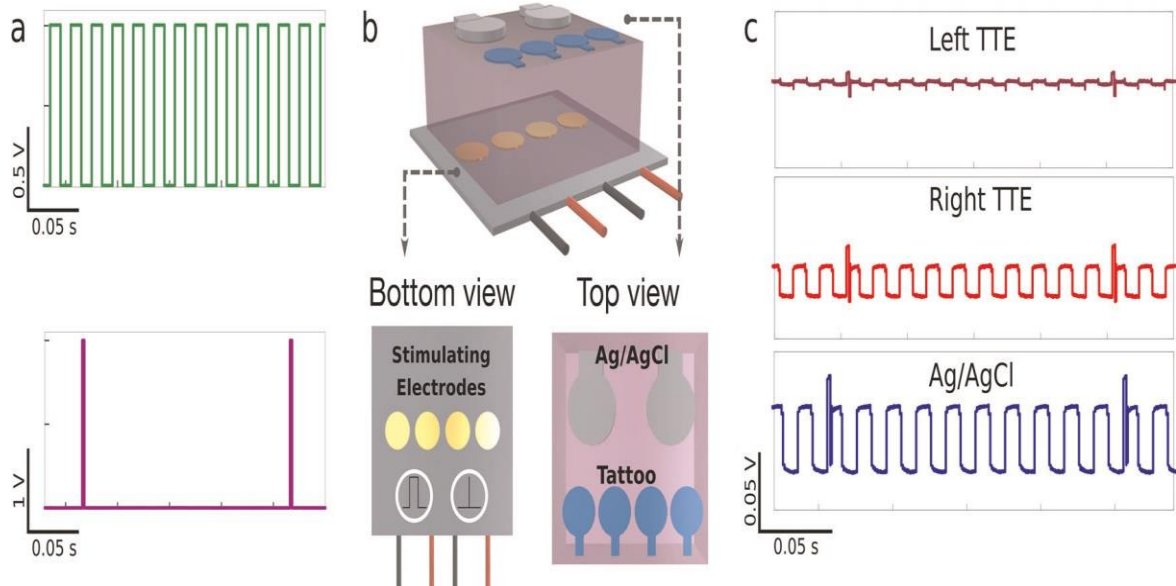 a
0.5 V
0.05 s
1 V
0.05 s
b
Bottom view
Stimulating
Electrodes
Top view
Ag/AgCl
Tattoo
c
Left TTE
Right TTE
Ag/AgCl
0.05 V
0.05 s